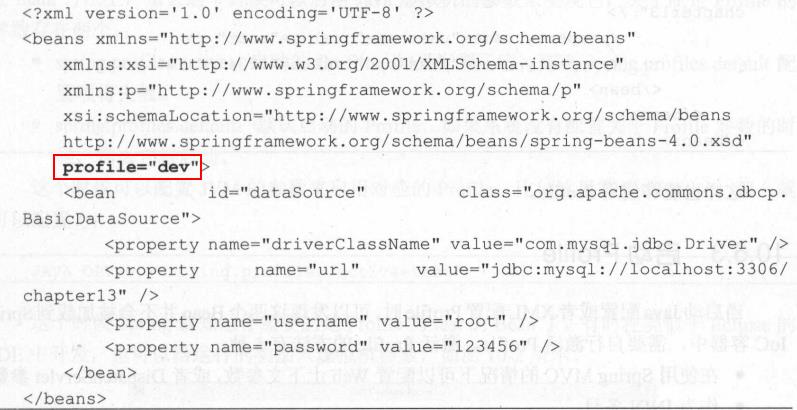 <?xml version='1.0' encoding='UTF-8' ?>
<beans xmlns="http://www.springframework.org/schema/beans"
xmlns:xsi="http://www.w3.org/2001/XMLSchema-instance"
xmlns:p="http://www.springframework.org/schema/p"
xsi:schemaLocation="http://www.springframework.org/schema/beans
http://www.springframework.org/schema/beans/spring-beans-4.0.xsd"
profile="dev">
<bean id="dataSource" class="org.apache.commons.dbcp.
BasicDataSource">
<property name="driverClassName" value="com.mysql.jdbc.Driver" />
<property name="url" value="jdbc:mysql://localhost:3306/
chapter13" />
<property name="username" value="root" />
<property name="password" value="123456" />
</bean>
</beans>